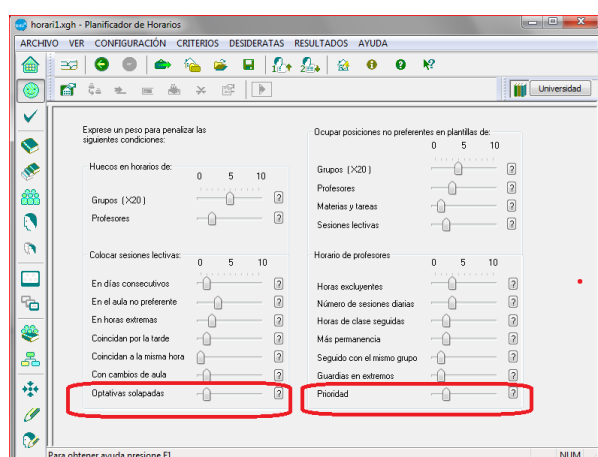 horari1.xgh - Planificador de Horarios
ARCHIVO VER CONFIGURACIÓN CRITERIOS DESIDERATAS RESULTADOS AYUDA
Universidad
Exprese un peso para penalizar las
siguientes condiciones:
Huecos en horarios de:
0 5 10
Grupos (X20) ?
Profesores ?
Colocar sesiones lectivas:
0 5 10
En días consecutivos ?
En el aula no preferente ?
En horas extremas ?
Coincidan por la tarde ?
Coincidan a la misma hora ?
Con cambios de aula ?
Optativas solapadas ?
Ocupar posiciones no preferentes en plantillas de:
0 5 10
Grupos (X20) ?
Profesores ?
Materias y tareas ?
Sesiones lectivas ?
Horario de profesores
0 5 10
Horas excluyentes ?
Número de sesiones diarias ?
Horas de clase seguidas ?
Más permanencia ?
Seguido con el mismo grupo ?
Guardias en extremos ?
Prioridad ?
Para obtener ayuda presione F1
NUM